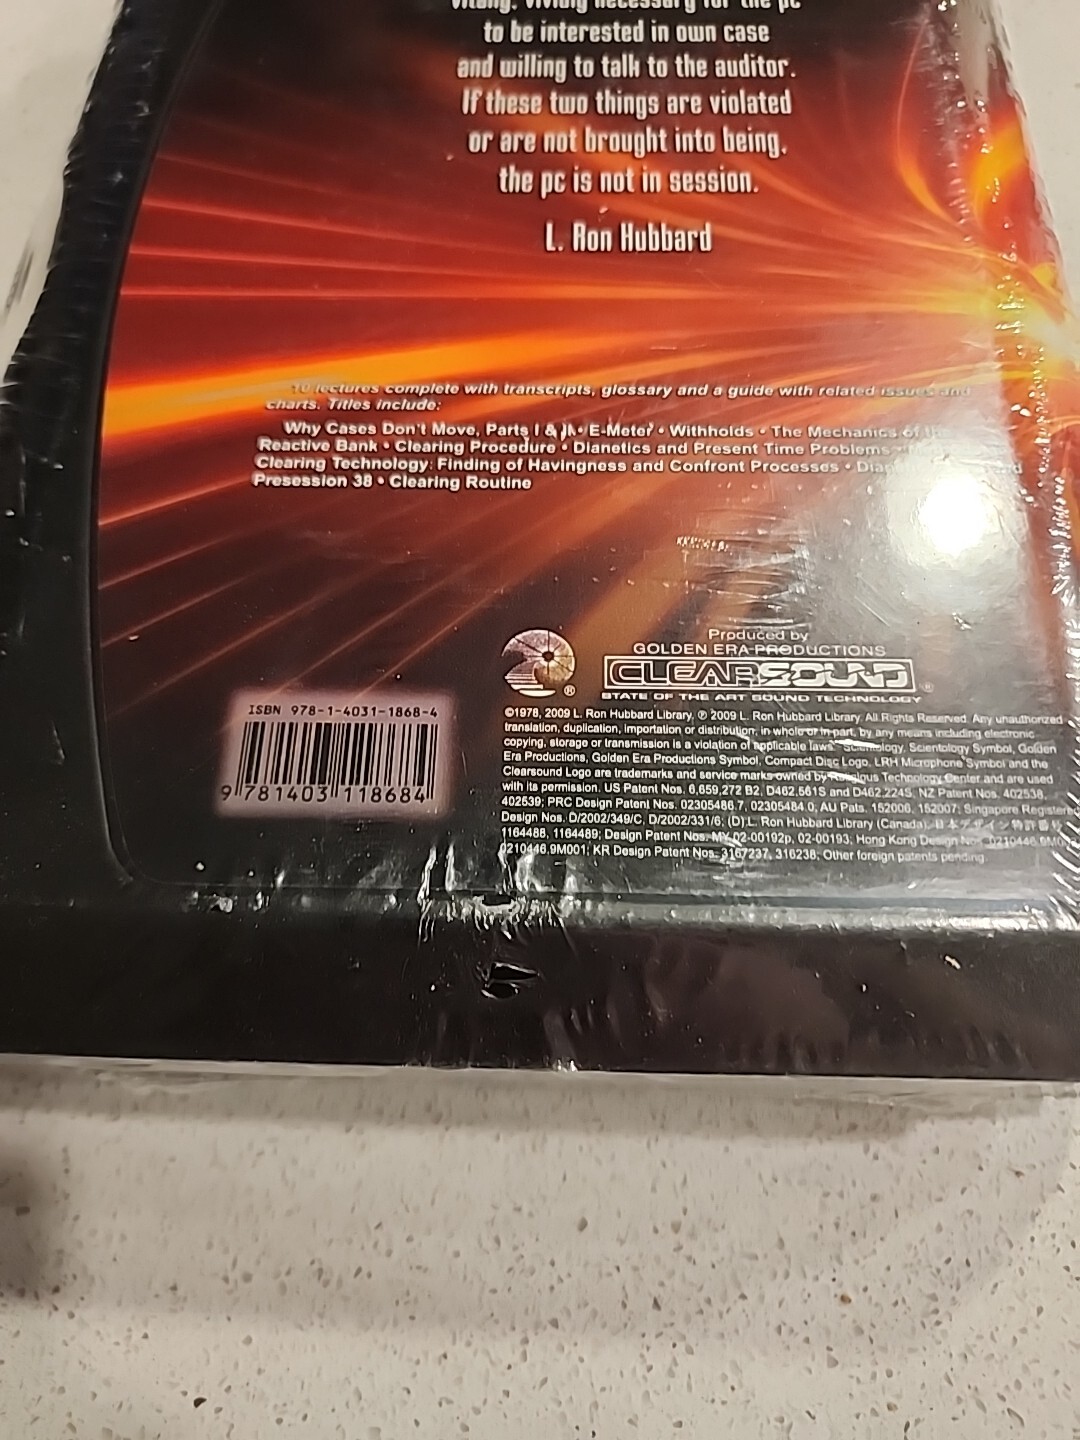 to be interested in own case
and willing to talk to the auditor.
If these two things are violated
or are not brought into being,
the pc is not in session.
L. Ron Hubbard
lectures complete with transcripts, glossary and a guide with related issues and
charts. Titles include:
Why Cases Don't Move, Parts I & • E-Meter • Withholds • The Mechanics of
Reactive Bank • Clearing Procedure • Dianetics and Present Time Problems •
Clearing Technology: Finding of Havingness and Confront Processes •
Presession 38 • Clearing Routine
Produced by
GOLDEN ERA PRODUCTIONS
CLEARSOUND
STATE OF THE ART SOUND TECHNOLOGY
ISBN 978-1-4031-1868-4
9 781403 118684
©1978, 2009 L. Ron Hubbard Library. ℗ 2009 L. Ron Hubbard Library. All Rights Reserved. Any unauthorized
translation, duplication, importation or distribution, in whole or in part, by any means including electronic
copying, storage or transmission is a violation of applicable laws. Scientology, Scientology Symbol, Golden
Era Productions, Golden Era Productions Symbol, Compact Disc Logo, LRH Microphone Symbol and the
Clearsound Logo are trademarks and service marks owned by Religious Technology Center and are used
with its permission. US Patent Nos. 6,659,272 B2, D462,561S and D462,224S, NZ Patent Nos. 402538,
402539; PRC Design Patent Nos. 02305486.7, 02305484.0, AU Pats. 152006, 152007; Singapore Registered
Design Nos. D/2002/349/C, D/2002/331/6; (D) L. Ron Hubbard Library (Canada), 日本デザイン特許番号
1164488, 1164489; Design Patent Nos. MY 02-00192p, 02-00193; Hong Kong Design Nos.
0210446.9M001; KR Design Patent Nos. 3167237, 316238; Other foreign patents pending.